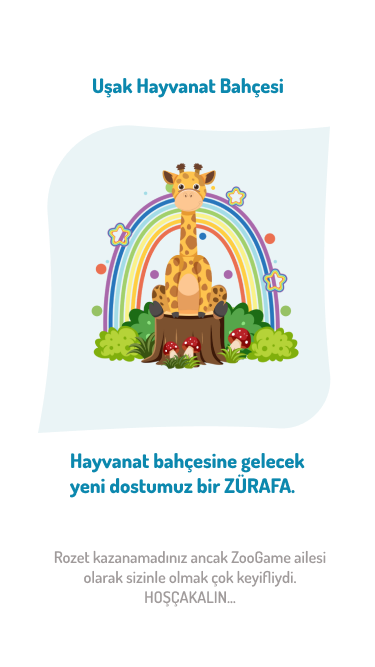 Uşak Hayvanat Bahçesi
Hayvanat bahçesine gelecek
yeni dostumuz bir ZÜRAFA.
Rozet kazanamadınız ancak ZooGame ailesi
olarak sizinle olmak çok keyifliydi.
HOŞÇAKALIN...